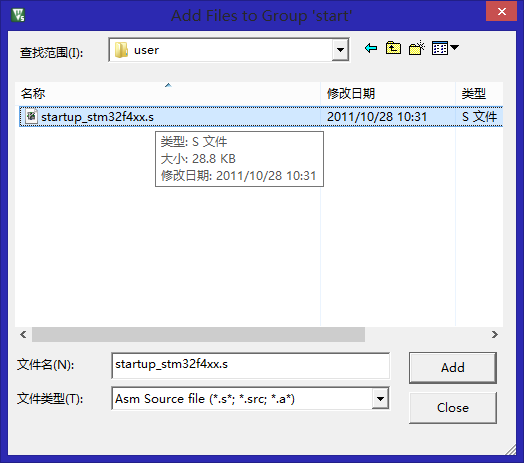 Add Files to Group 'start'
查找范围(I): user
名称 修改日期 类型
startup_stm32f4xx.s 2011/10/28 10:31 S 文件
类型: S 文件
大小: 28.8 KB
修改日期: 2011/10/28 10:31
文件名(N): startup_stm32f4xx.s Add
文件类型(T): Asm Source file (*.s*; *.src; *.a*) Close